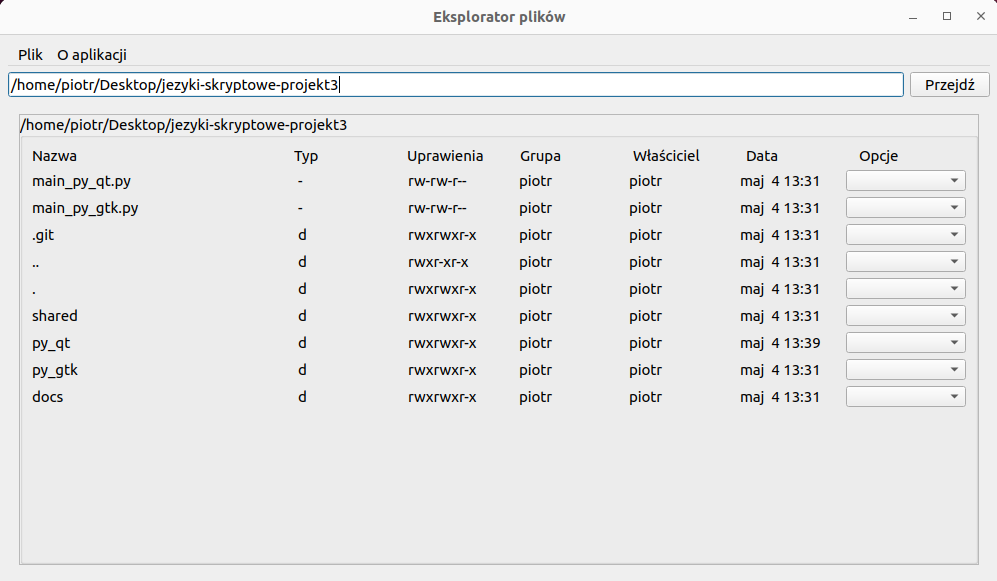 Eksplorator plików
Plik O aplikacji
/home/piotr/Desktop/jezyki-skryptowe-projekt3 Przejdź
/home/piotr/Desktop/jezyki-skryptowe-projekt3
Nazwa Typ Uprawienia Grupa Właściciel Data Opcje
main_py_qt.py - rw-rw-r-- piotr piotr maj 4 13:31
main_py_gtk.py - rw-rw-r-- piotr piotr maj 4 13:31
.git d rwxrwxr-x piotr piotr maj 4 13:31
.. d rwxr-xr-x piotr piotr maj 4 13:31
. d rwxrwxr-x piotr piotr maj 4 13:31
shared d rwxrwxr-x piotr piotr maj 4 13:31
py_qt d rwxrwxr-x piotr piotr maj 4 13:39
py_gtk d rwxrwxr-x piotr piotr maj 4 13:31
docs d rwxrwxr-x piotr piotr maj 4 13:31